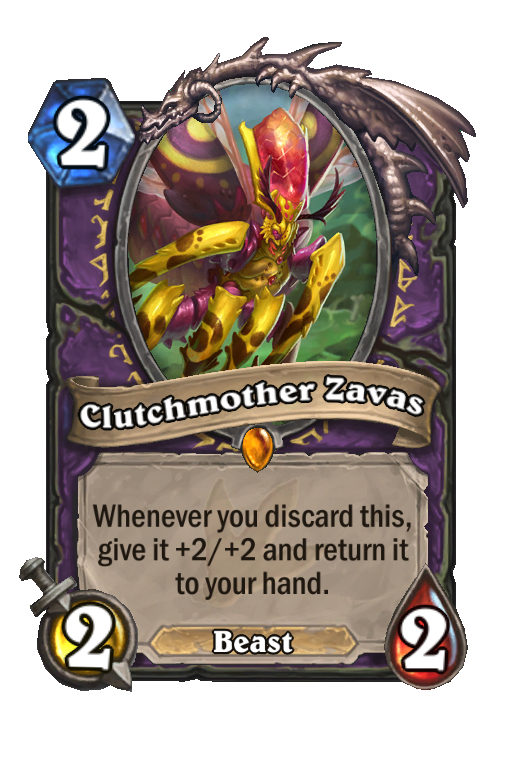 2
Clutchmother Zavas
Whenever you discard this,
give it +2/+2 and return it
to your hand.
2
Beast
2